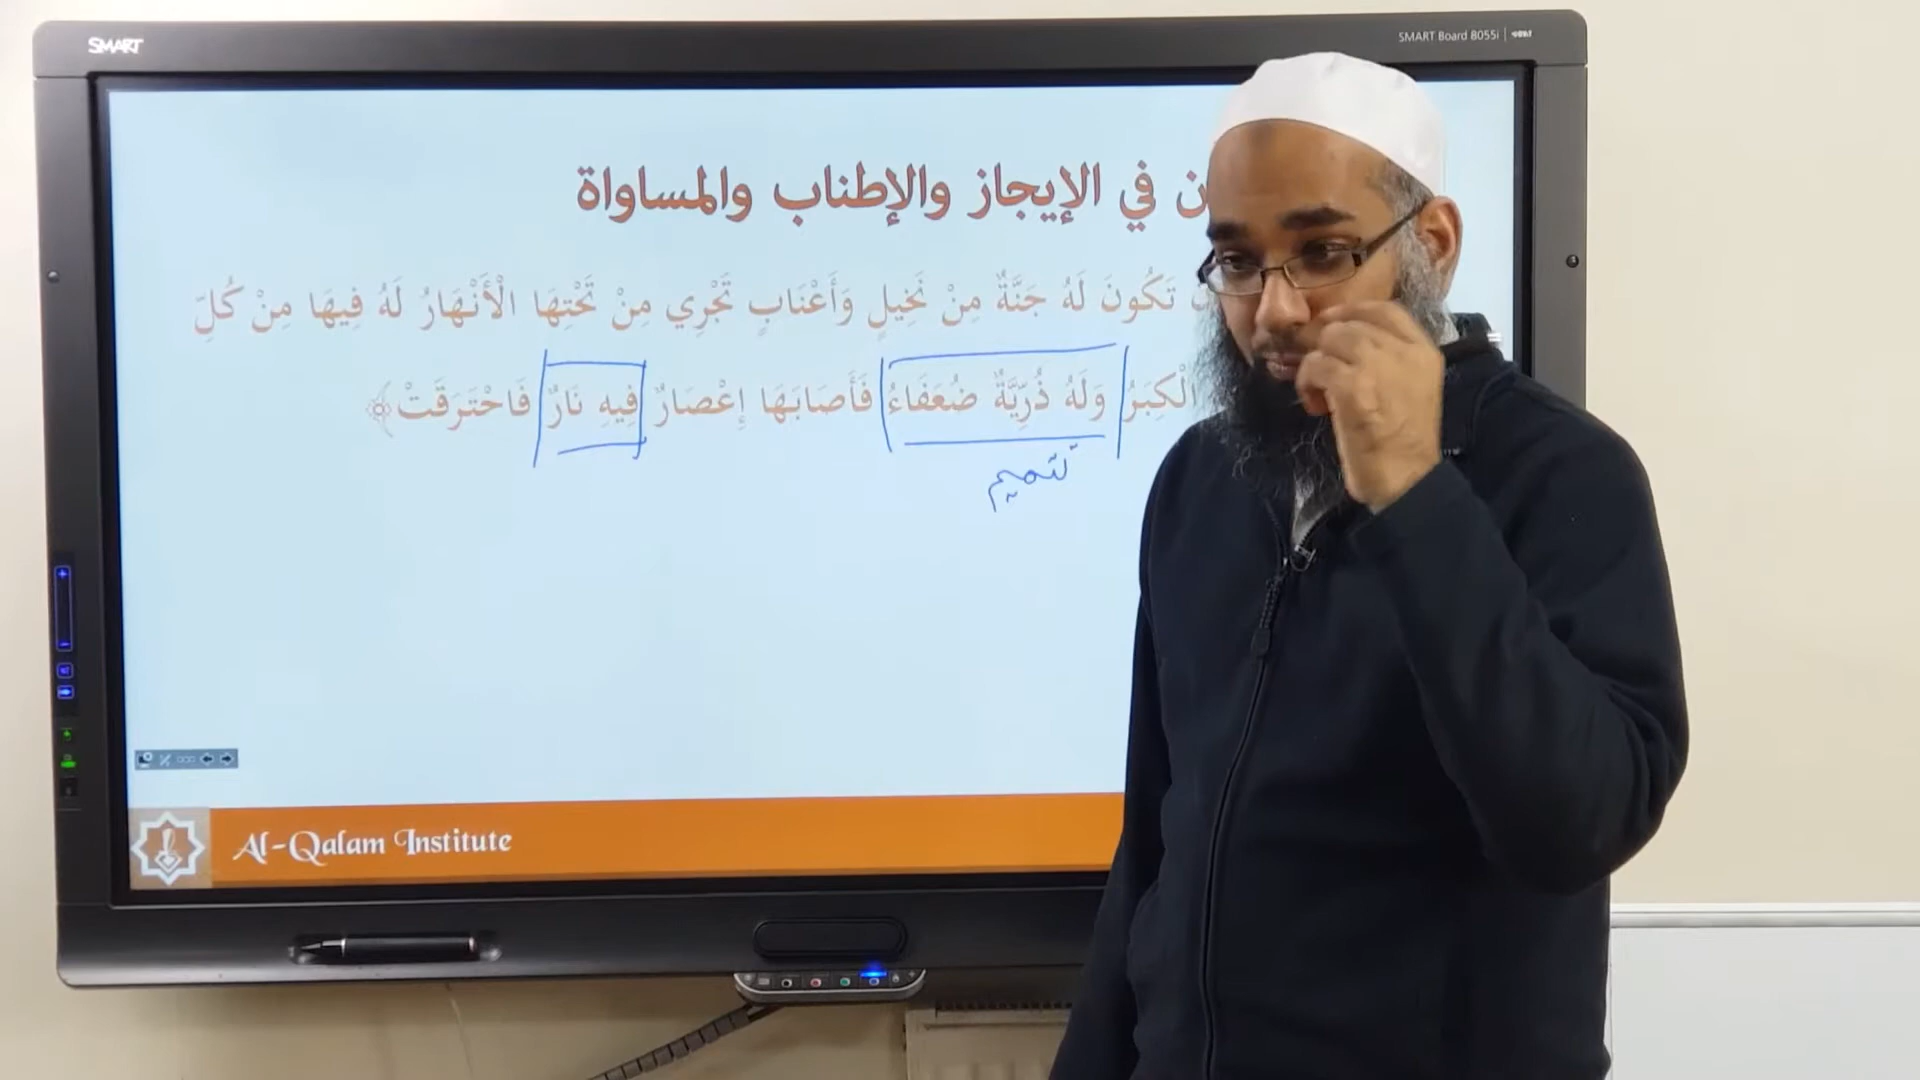 SMART
SMART Board 8055i
ن في الإيجاز والإطناب والمساواة
تَكُونَ لَهُ جَنَّةٌ مِنْ نَخِيلٍ وَأَعْنَابٍ تَجْرِي مِنْ تَحْتِهَا الْأَنْهَارُ لَهُ فِيهَا مِنْ كُلِّ
الْكِبَرُ وَلَهُ ذُرِّيَّةٌ ضُعَفَاءُ فَأَصَابَهَا إِعْصَارٌ فِيهِ نَارٌ فَاحْتَرَقَتْ﴾
تتميم
Al-Qalam Institute